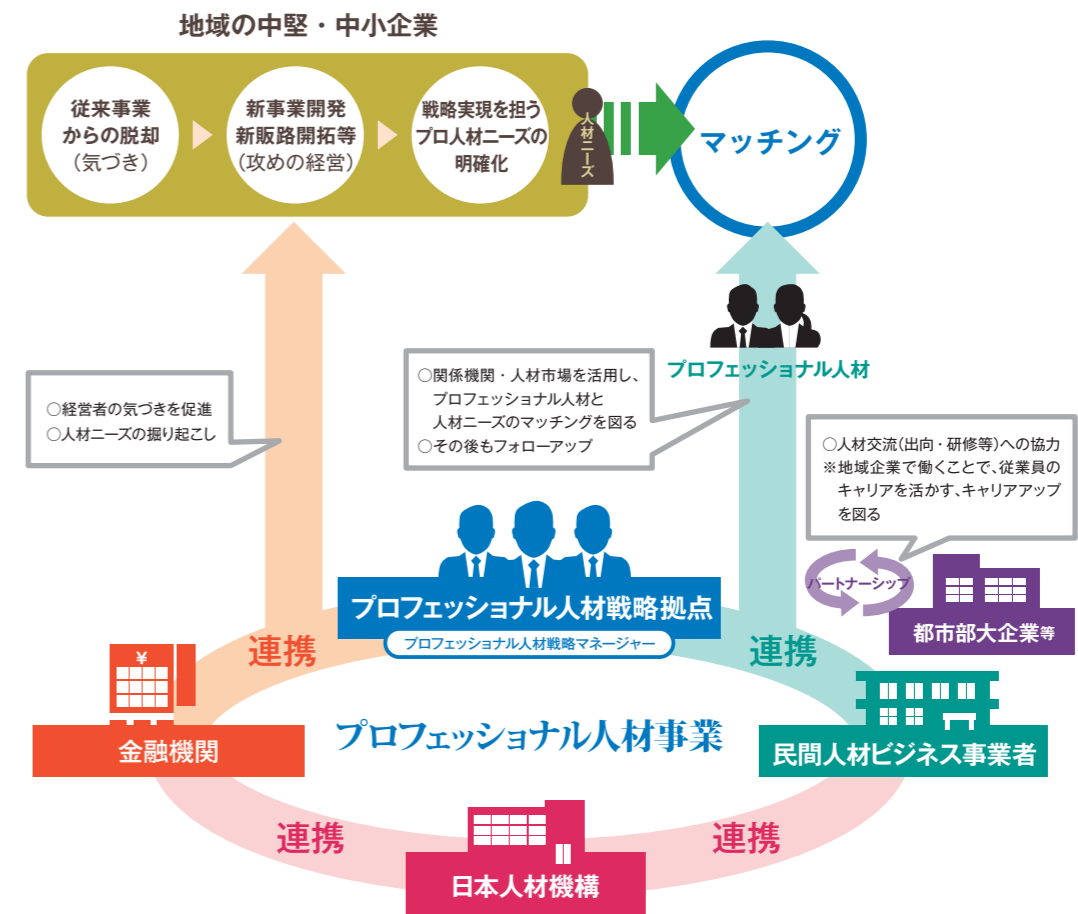 地域の中堅・中小企業
従来事業
からの脱却
（気づき）
新事業開発
新販路開拓等
（攻めの経営）
戦略実現を担う
プロ人材ニーズの
明確化
人材ニーズ
マッチング
プロフェッショナル人材
○経営者の気づきを促進
○人材ニーズの掘り起こし
○関係機関・人材市場を活用し、
プロフェッショナル人材と
人材ニーズのマッチングを図る
○その後もフォローアップ
○人材交流(出向・研修等)への協力
※地域企業で働くことで、従業員の
キャリアを活かす、キャリアアップ
を図る
パートナーシップ
都市部大企業等
プロフェッショナル人材戦略拠点
プロフェッショナル人材戦略マネージャー
連携
連携
¥
金融機関
プロフェッショナル人材事業
民間人材ビジネス事業者
連携
連携
日本人材機構